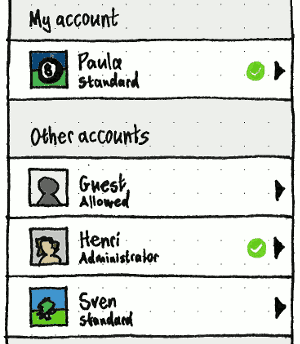 My account
Paula
Standard
Other accounts
Guest
Allowed
Henri
Administrator
Sven
Standard